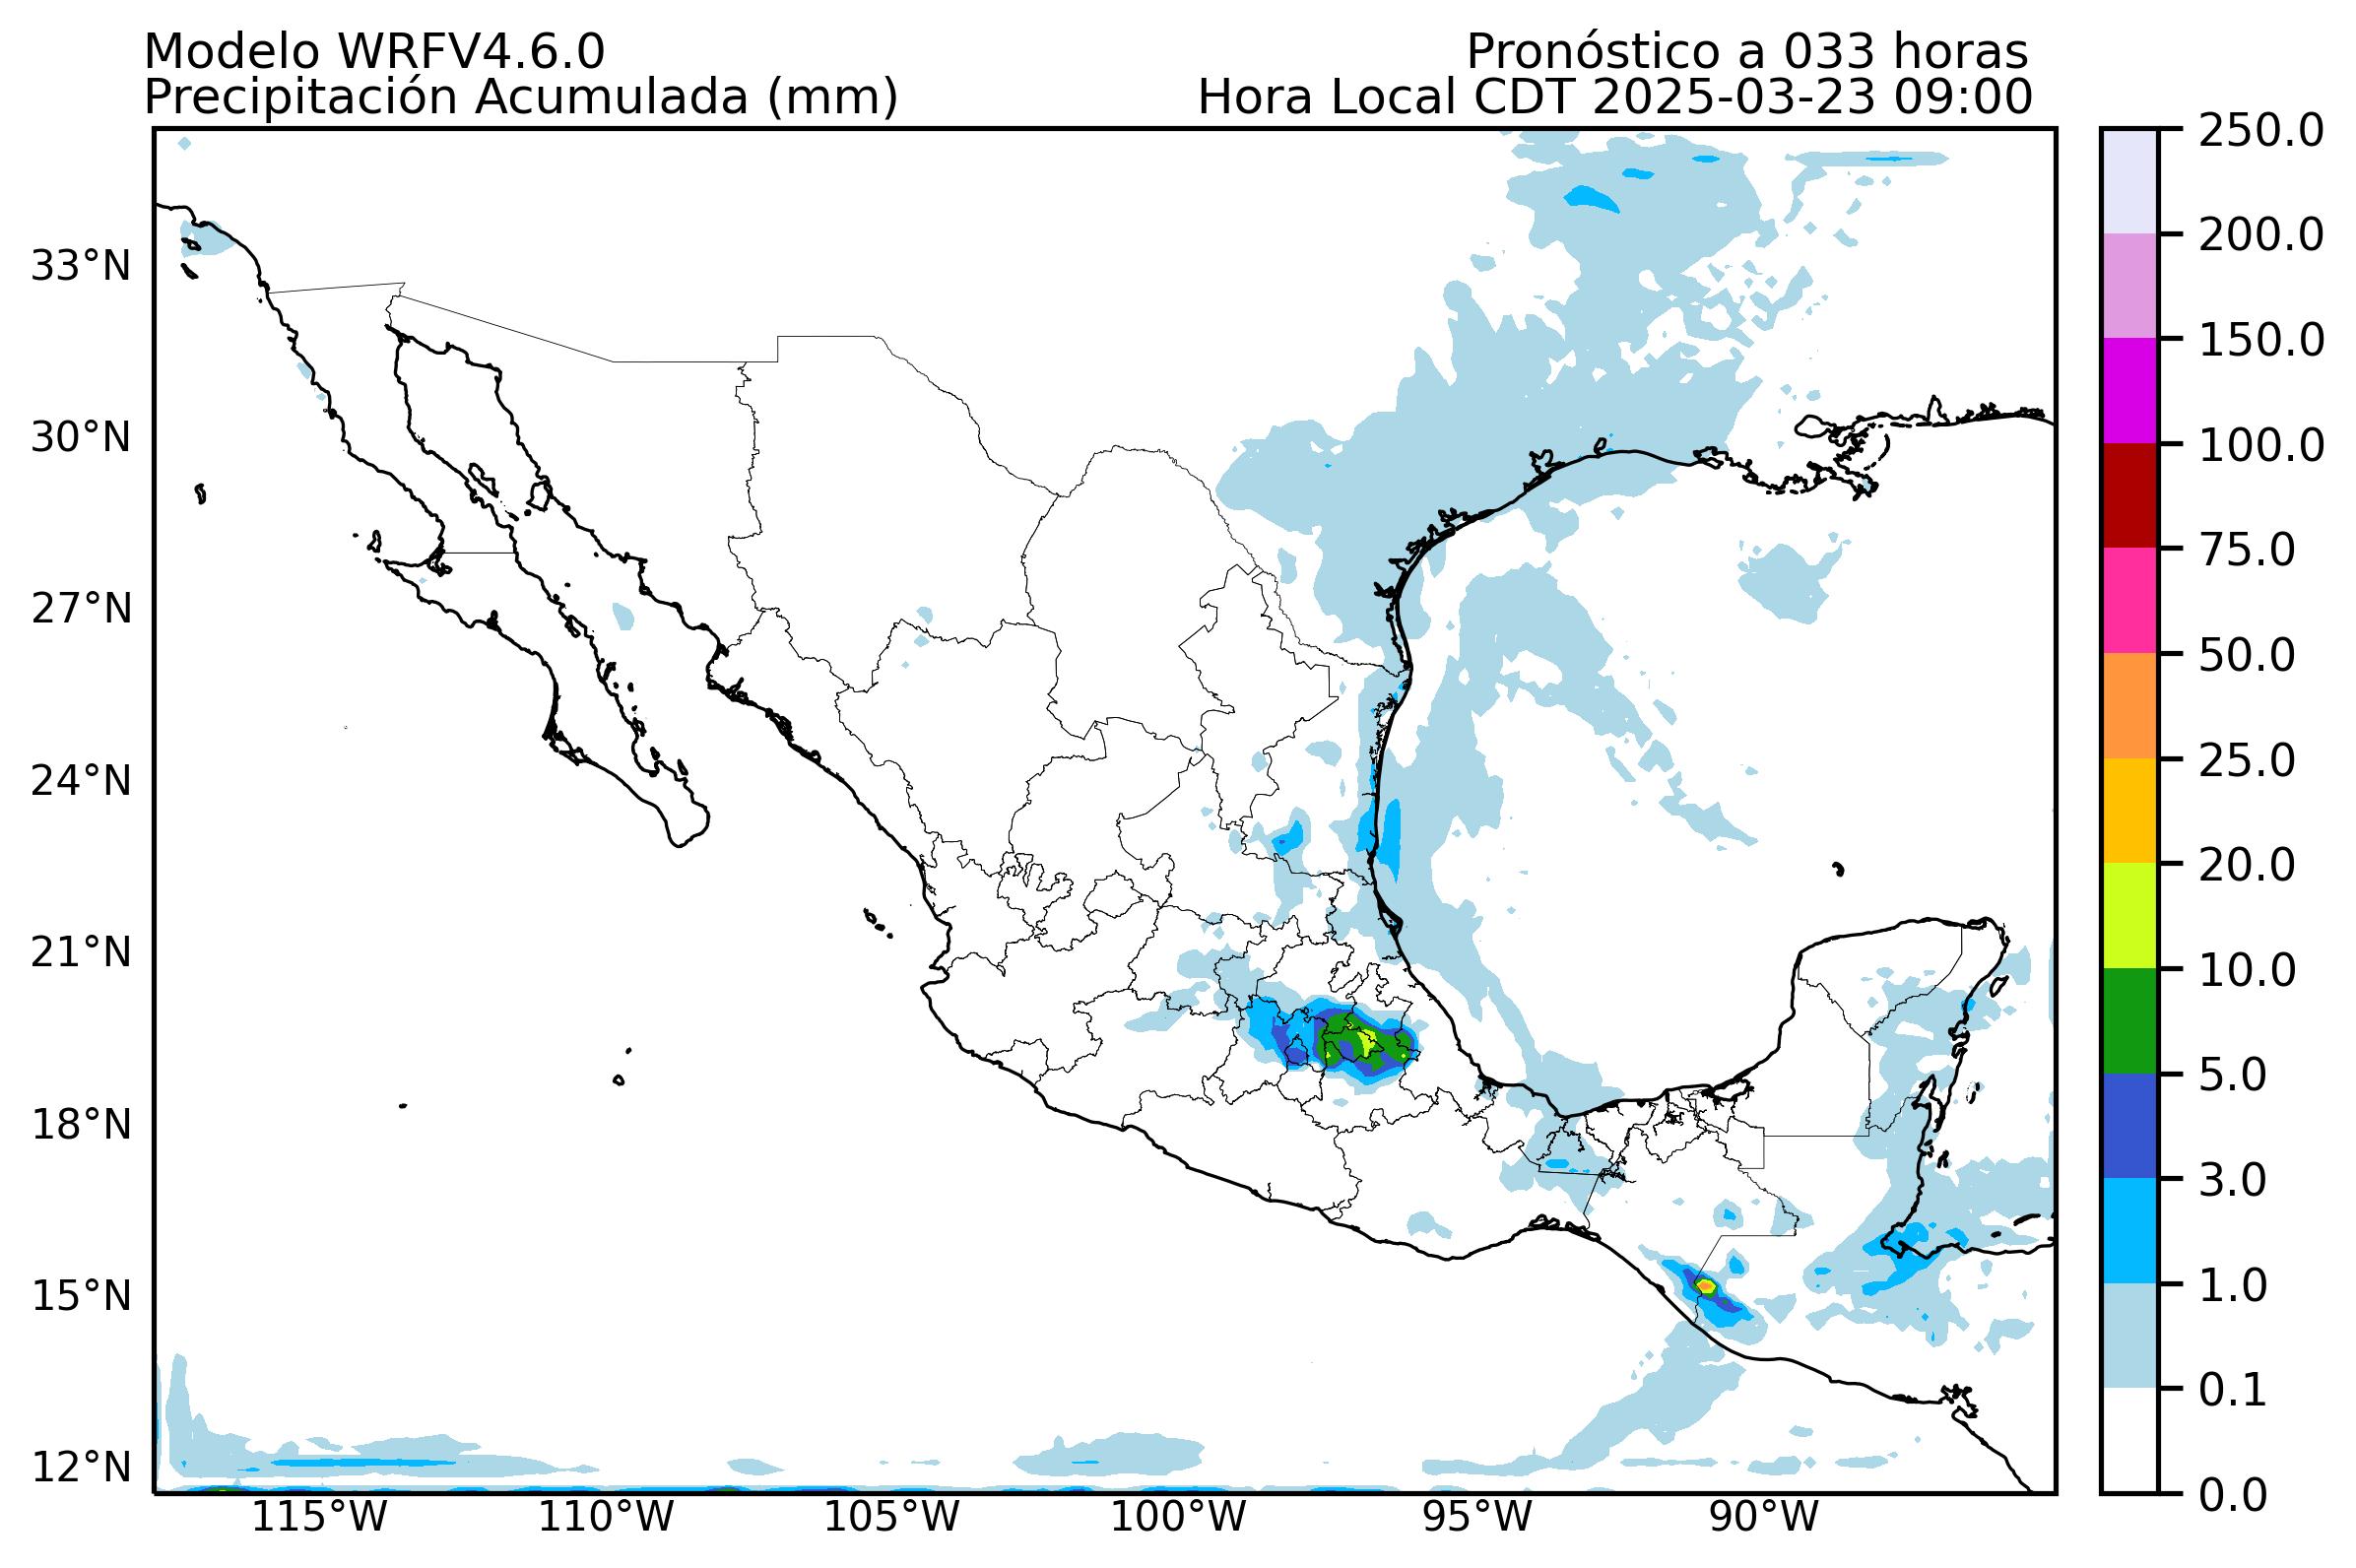 Modelo WRFV4.6.0
Pronóstico a 033 horas
Precipitación Acumulada (mm)
Hora Local CDT 2025-03-23 09:00
33°N
30°N
27°N
24°N
21°N
18°N
15°N
12°N
115°W
110°W
105°W
100°W
95°W
90°W
250.0
200.0
150.0
100.0
75.0
50.0
25.0
20.0
10.0
5.0
3.0
1.0
0.1
0.0